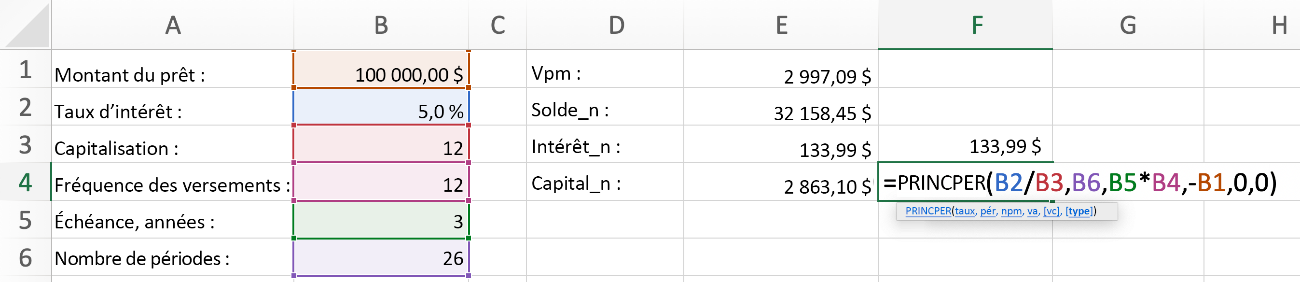 A B C D E F G H
1 Montant du prêt : 100 000,00 $ Vpm : 2 997,09 $
2 Taux d’intérêt : 5,0 % Solde_n : 32 158,45 $
3 Capitalisation : 12 Intérêt_n : 133,99 $ 133,99 $
4 Fréquence des versements : 12 Capital_n : 2 863,10 $ =PRINCPER(B2/B3,B6,B5*B4,-B1,0,0)
PRINCPER(taux, pér, npm, va, [vc], [type])
5 Échéance, années : 3
6 Nombre de périodes : 26